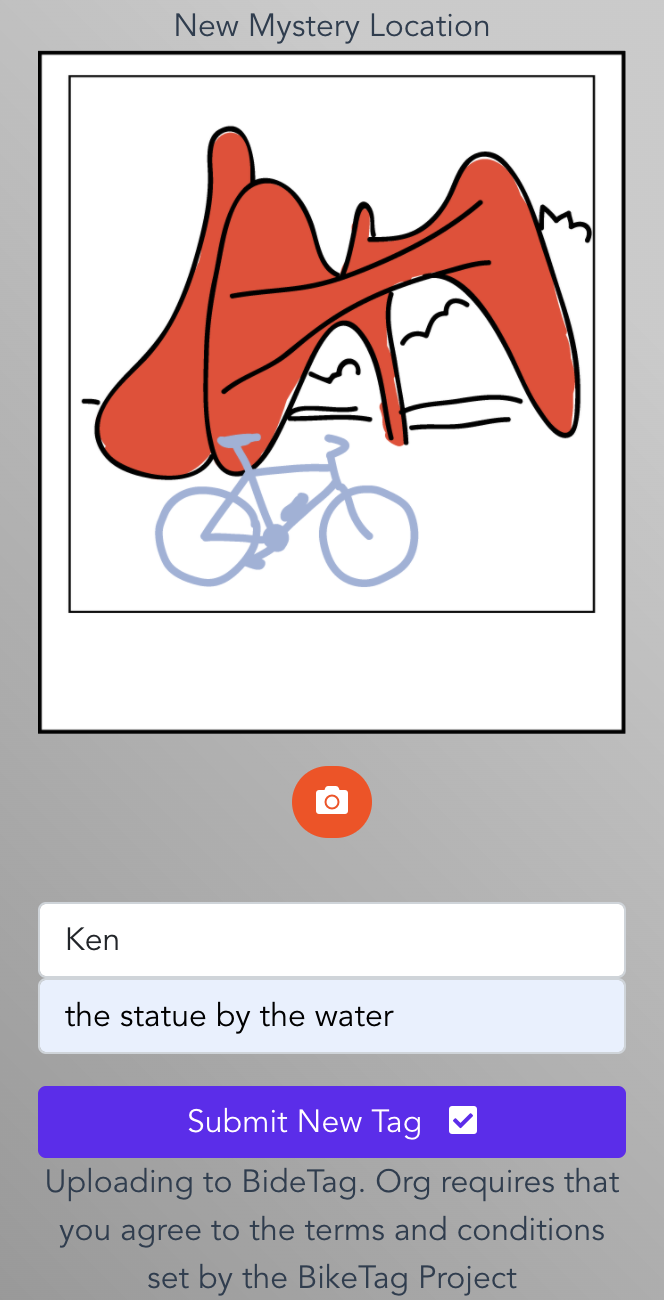 New Mystery Location
Ken
the statue by the water
Submit New Tag
Uploading to BideTag. Org requires that
you agree to the terms and conditions
set by the BikeTag Project